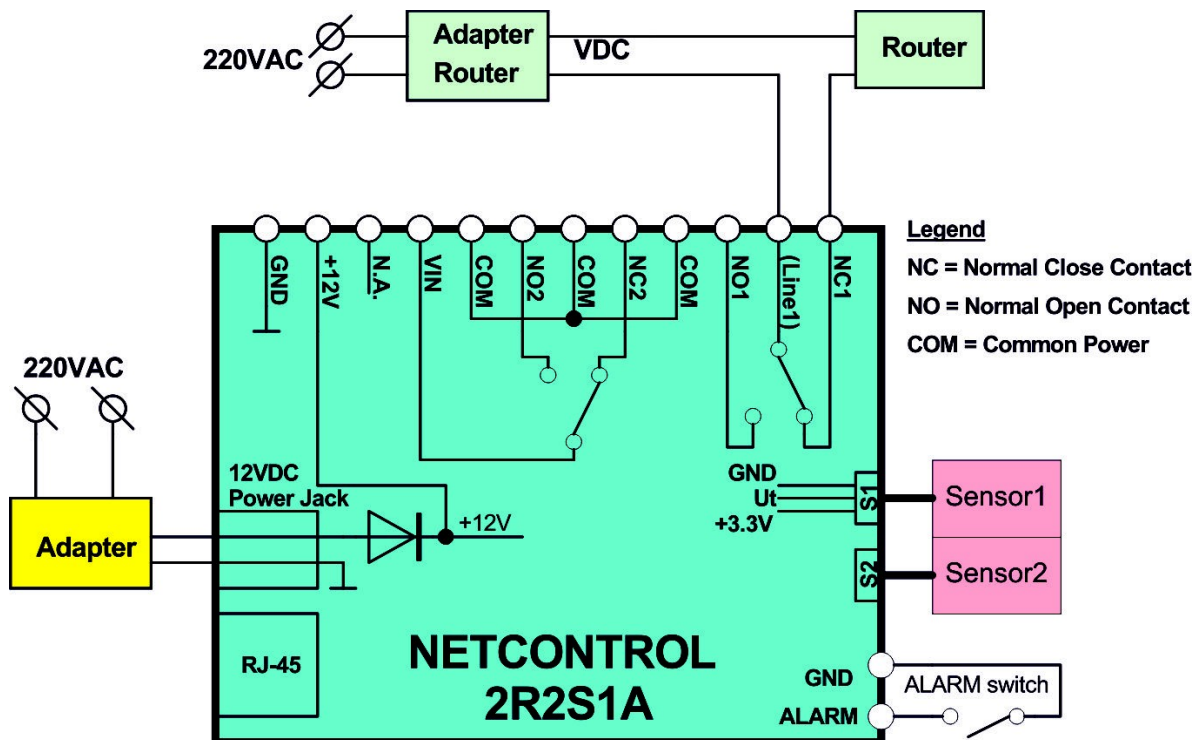 220VAC
Adapter
Router
VDC
Router
GND
+12V
N.A.
VIN
COM
NO2
COM
NC2
COM
NO1
(Line1)
NC1
Legend
NC = Normal Close Contact
NO = Normal Open Contact
COM = Common Power
220VAC
12VDC
Power Jack
Adapter
+12V
GND
Ut
+3.3V
S1
Sensor1
S2
Sensor2
RJ-45
NETCONTROL
2R2S1A
GND
ALARM
ALARM switch